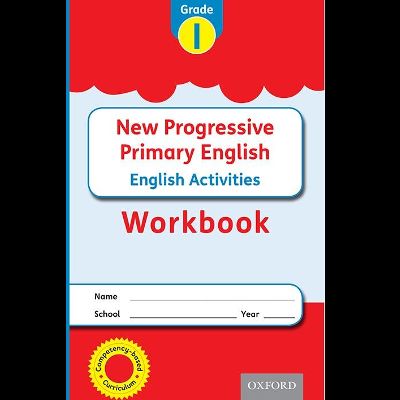 Grade
1
New Progressive
Primary English
English Activities
Workbook
Name
School Year
Competency-based
Curriculum
OXFORD